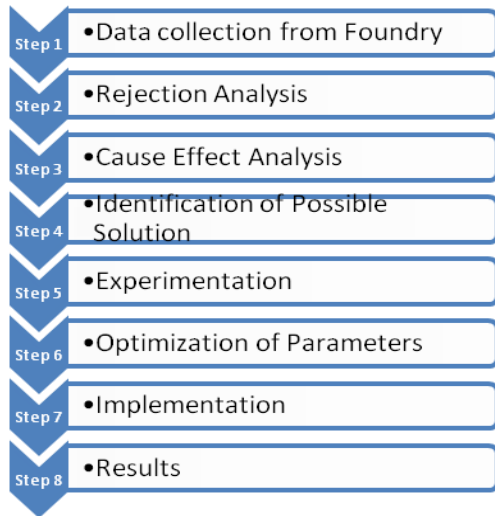 Step 1
•Data collection from Foundry
Step 2
•Rejection Analysis
Step 3
•Cause Effect Analysis
Step 4
•Identification of Possible
Solution
Step 5
•Experimentation
Step 6
•Optimization of Parameters
Step 7
•Implementation
Step 8
•Results